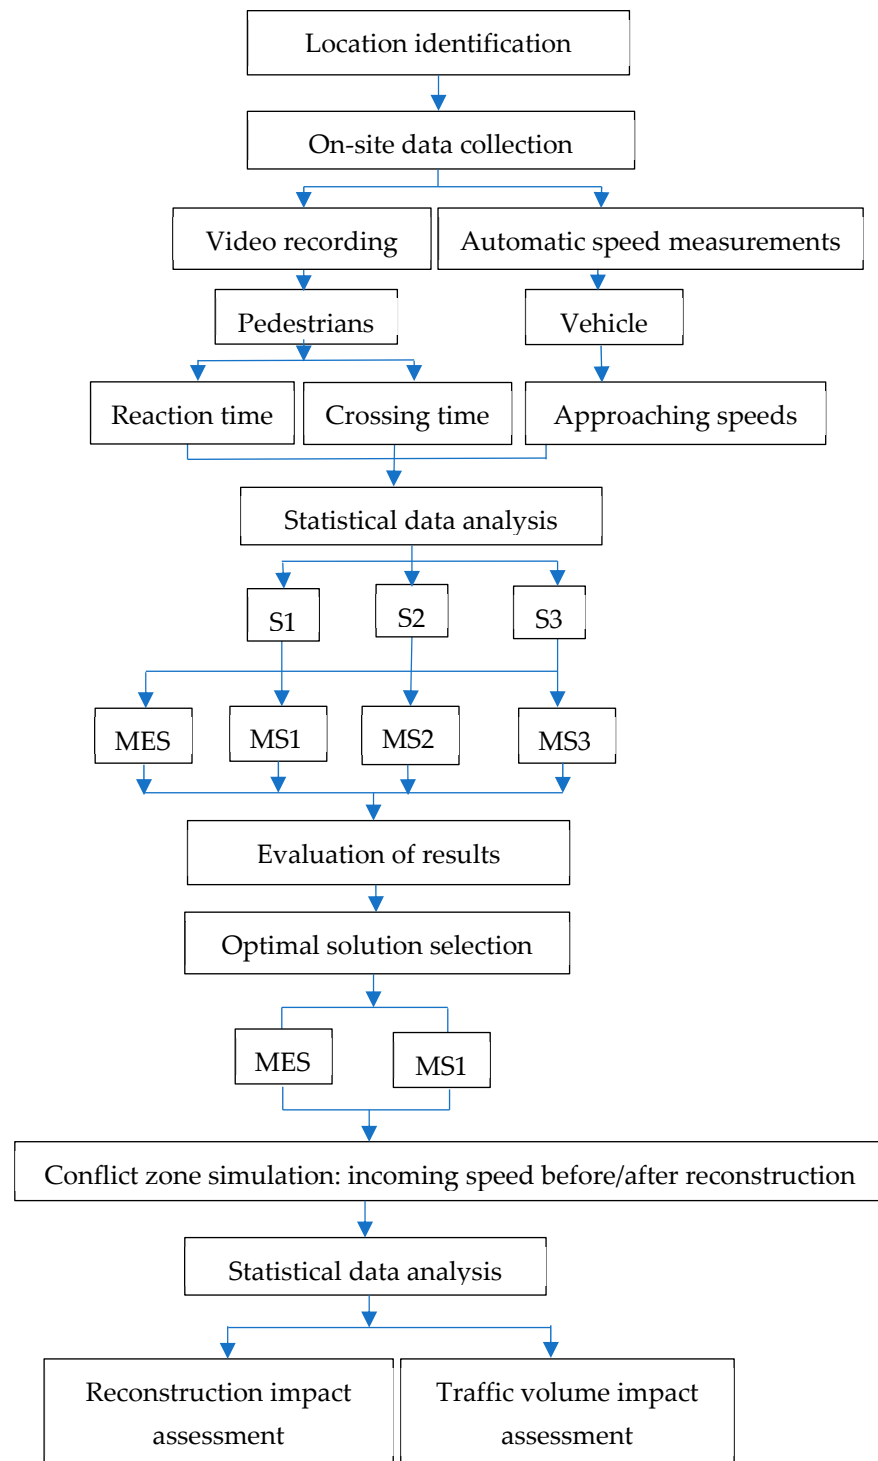 Location identification
On-site data collection
Video recording
Automatic speed measurements
Pedestrians
Vehicle
Reaction time
Crossing time
Approaching speeds
Statistical data analysis
S1
S2
S3
MES
MS1
MS2
MS3
Evaluation of results
Optimal solution selection
MES
MS1
Conflict zone simulation: incoming speed before/after reconstruction
Statistical data analysis
Reconstruction impact
assessment
Traffic volume impact
assessment